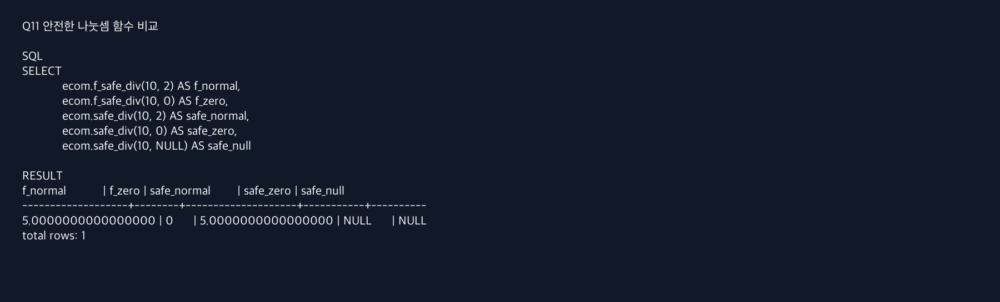 Q11 안전한 나눗셈 함수 비교
SQL
SELECT
ecom.f_safe_div(10, 2) AS f_normal,
ecom.f_safe_div(10, 0) AS f_zero,
ecom.safe_div(10, 2) AS safe_normal,
ecom.safe_div(10, 0) AS safe_zero,
ecom.safe_div(10, NULL) AS safe_null
RESULT
f_normal | f_zero | safe_normal | safe_zero | safe_null
-------------------+--------+--------------------+-----------+----------
5.0000000000000000 | 0 | 5.0000000000000000 | NULL | NULL
total rows: 1